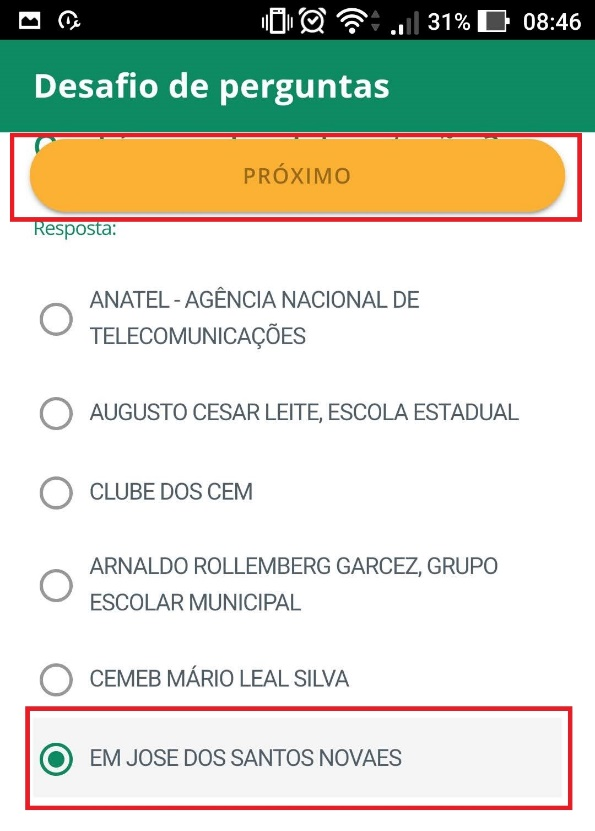 31% 08:46
Desafio de perguntas
PRÓXIMO
Resposta:
ANATEL - AGÊNCIA NACIONAL DE
TELECOMUNICAÇÕES
AUGUSTO CESAR LEITE, ESCOLA ESTADUAL
CLUBE DOS CEM
ARNALDO ROLLEMBERG GARCEZ, GRUPO
ESCOLAR MUNICIPAL
CEMEB MÁRIO LEAL SILVA
EM JOSE DOS SANTOS NOVAES